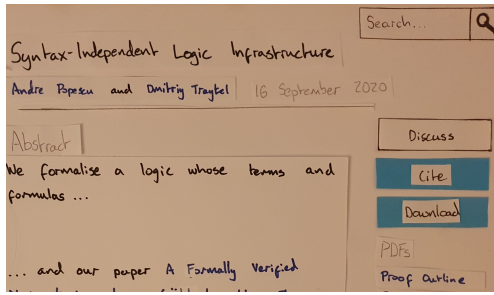 Search...
Syntax-Independent Logic Infrastructure
Andre Popescu and Dmitriy Traytel 16 September 2020
Abstract
We formalise a logic whose terms and
formulas ...
... and our paper A Formally Verified
Discuss
Cite
Download
PDFs
Proof Outline